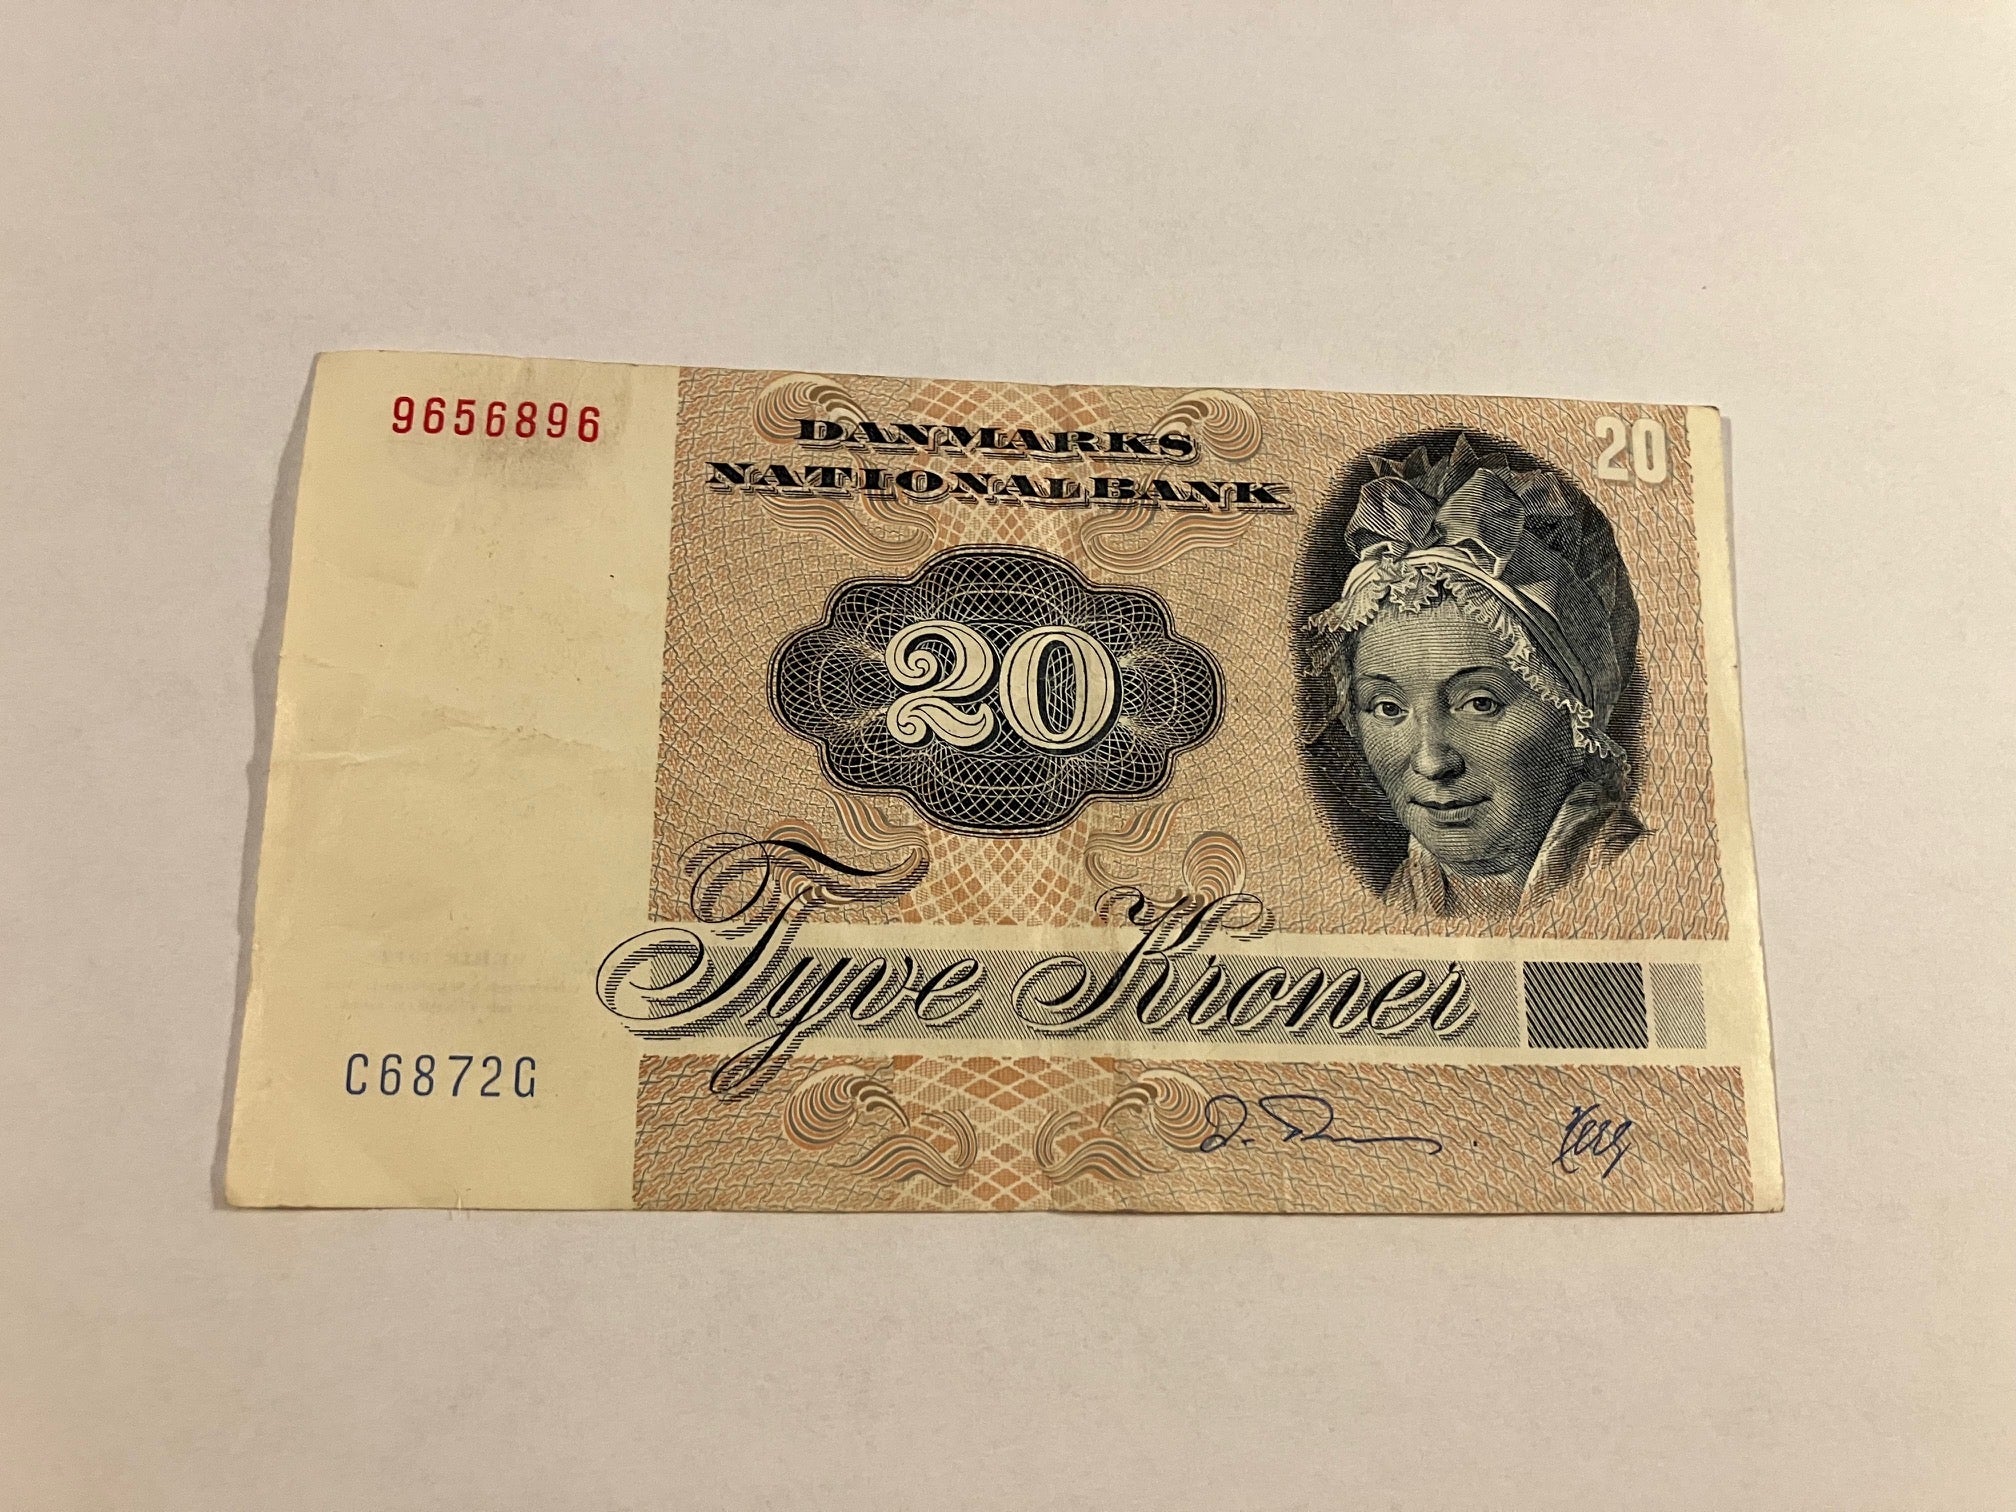 9656896
DANMARKS
NATIONALBANK
20
20
Tyve Kroner
C6872G